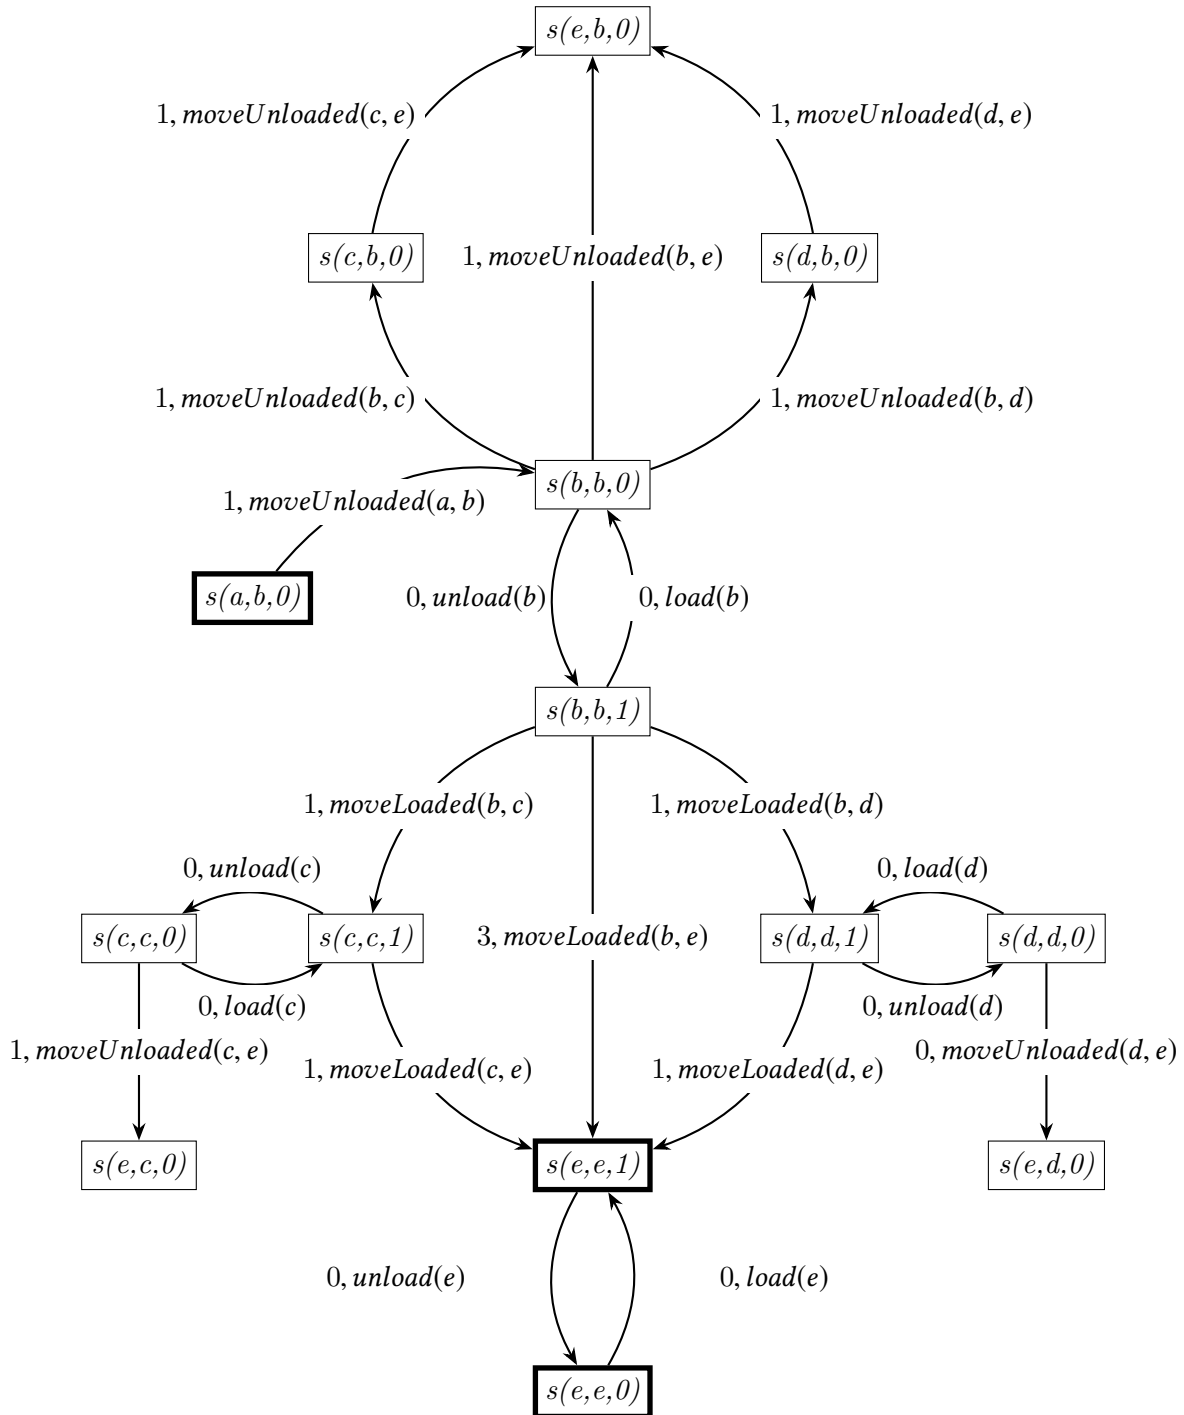 s(e,b,0)
1, moveUnloaded(c, e)
1, moveUnloaded(d, e)
s(c,b,0)
1, moveUnloaded(b, e)
s(d,b,0)
1, moveUnloaded(b, c)
1, moveUnloaded(b, d)
s(b,b,0)
1, moveUnloaded(a, b)
s(a,b,0)
0, unload(b)
0, load(b)
s(b,b,1)
1, moveLoaded(b, c)
1, moveLoaded(b, d)
0, unload(c)
0, load(d)
s(c,c,0)
s(c,c,1)
3, moveLoaded(b, e)
s(d,d,1)
s(d,d,0)
0, load(c)
0, unload(d)
1, moveUnloaded(c, e)
1, moveLoaded(c, e)
1, moveLoaded(d, e)
0, moveUnloaded(d, e)
s(e,c,0)
s(e,e,1)
s(e,d,0)
0, unload(e)
0, load(e)
s(e,e,0)